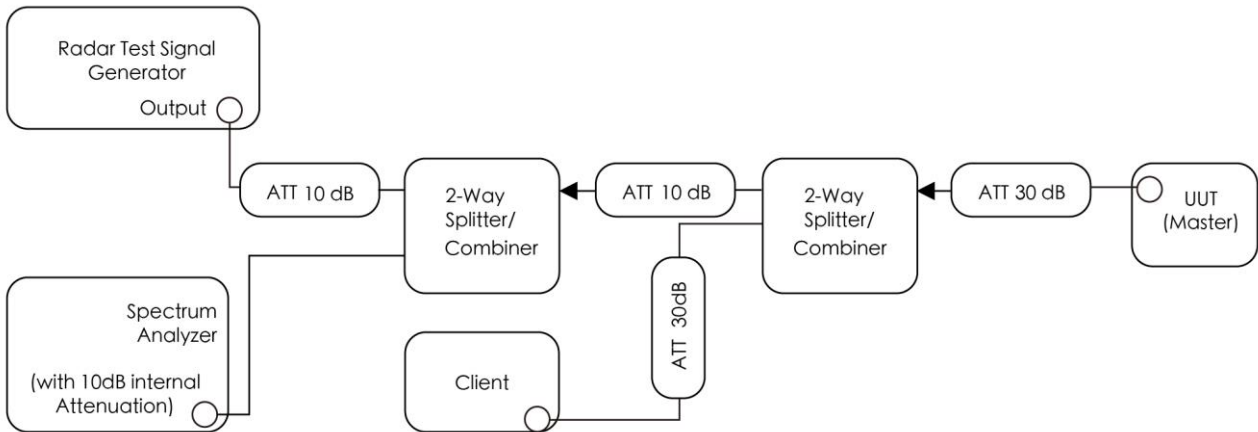 Radar Test Signal
Generator
Output
ATT 10 dB
2-Way
Splitter/
Combiner
ATT 10 dB
2-Way
Splitter/
Combiner
ATT 30 dB
UUT
(Master)
Spectrum
Analyzer
(with 10dB internal
Attenuation)
Client
ATT 30dB